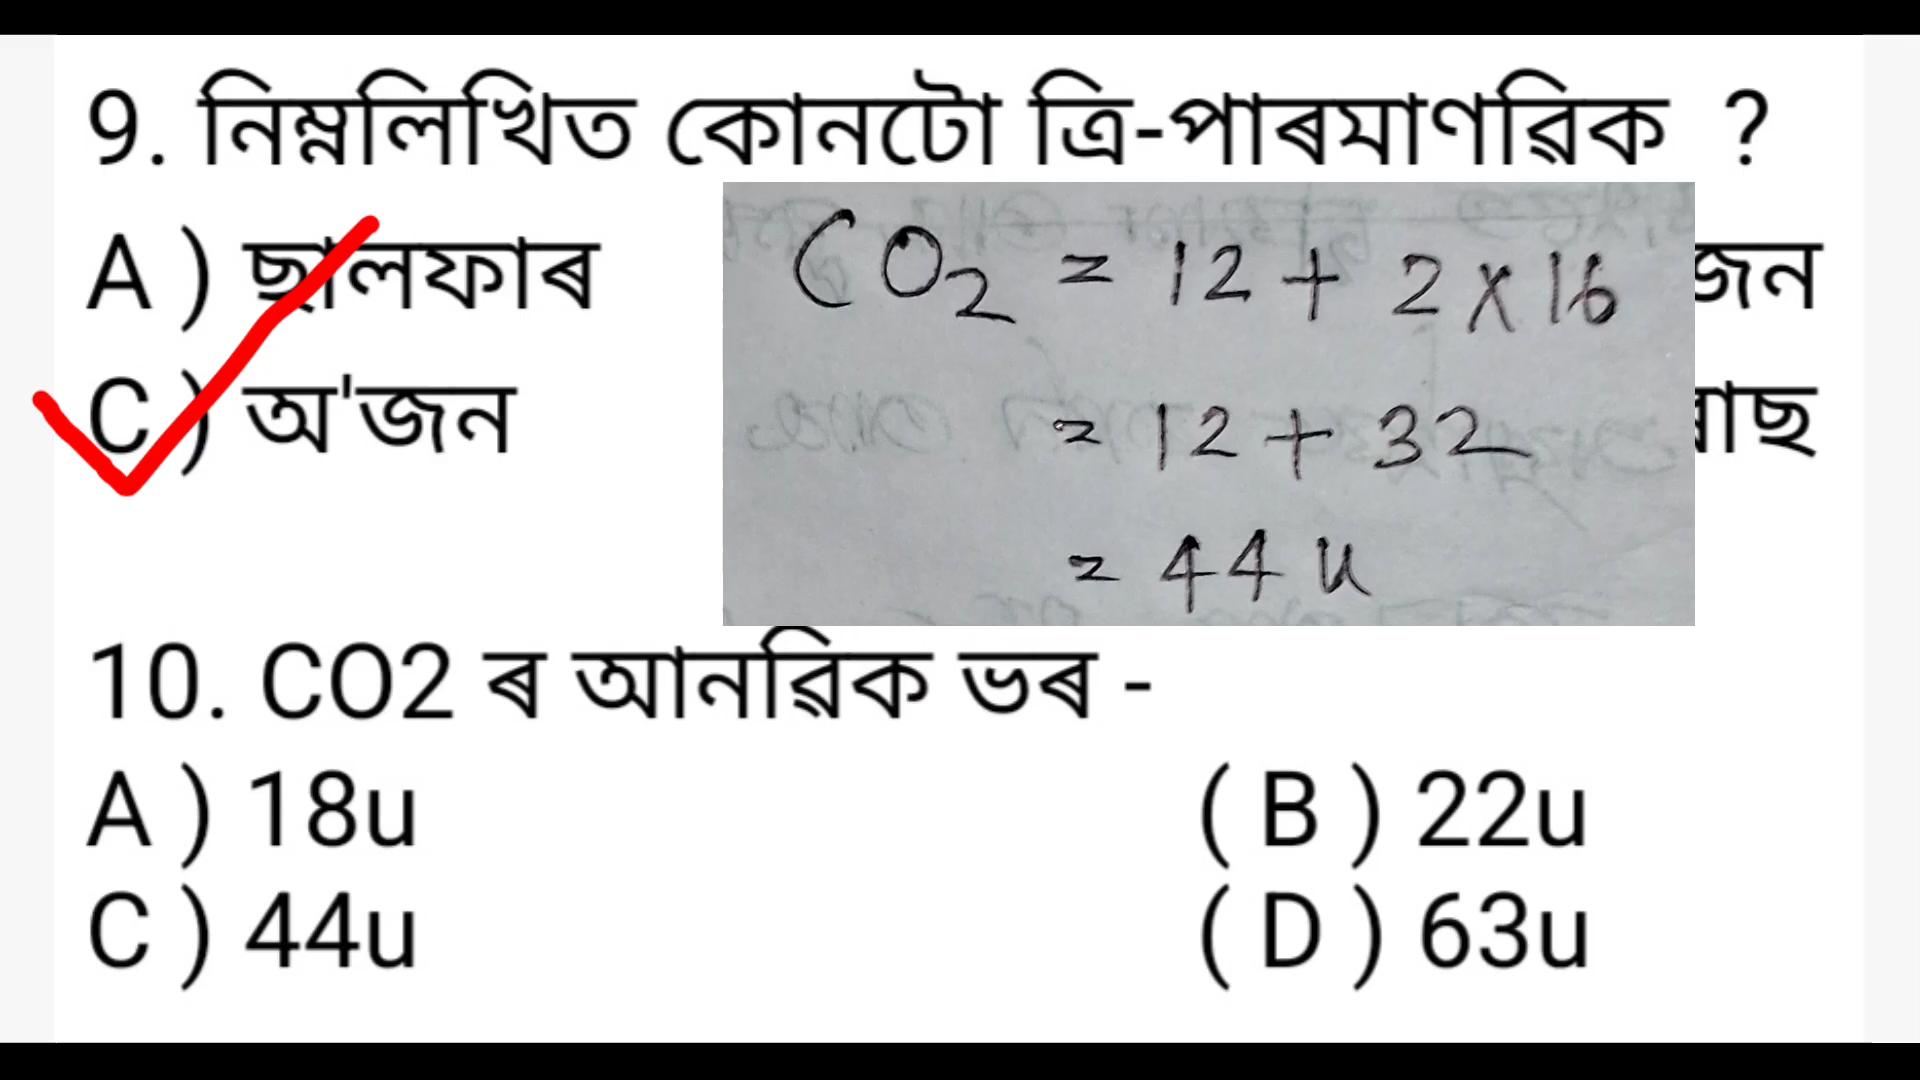 9. নিম্নলিখিত কোনটো ত্ৰি-পাৰমাণৱিক ?
A ) ছালফাৰ
জন
C ) অ'জন
CO2 = 12 + 2 x 16
= 12 + 32
= 44 u
10. CO2 ৰ আনৱিক ভৰ -
A ) 18u ( B ) 22u
C ) 44u ( D ) 63u